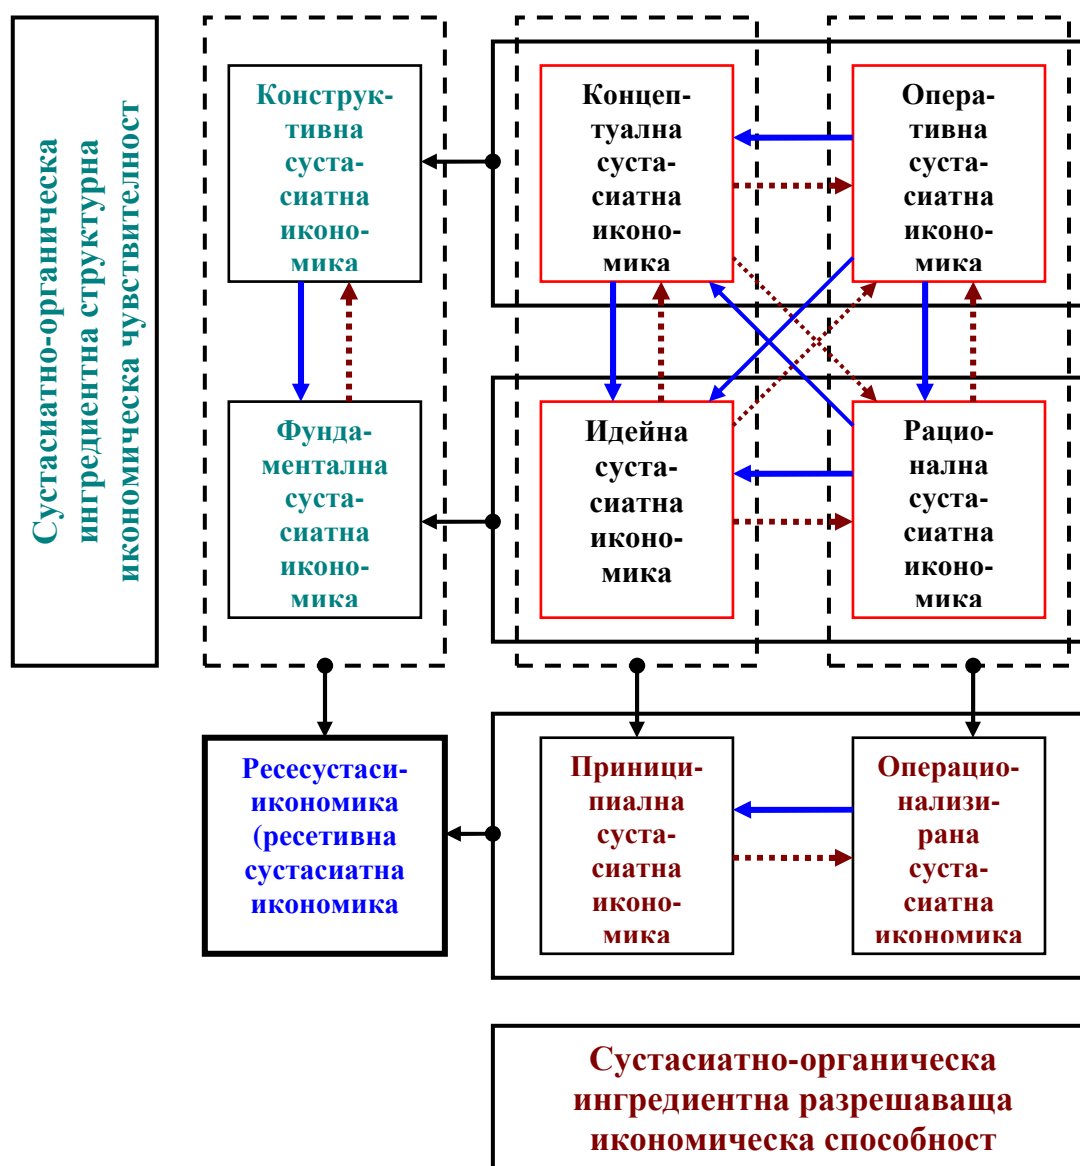 Сустасиатно-органическа
ингредиентна структурна
икономическа чувствителност
Конструк-
тивна
суста-
сиатна
иконо-
мика
Концеп-
туална
суста-
сиатна
иконо-
мика
Опера-
тивна
суста-
сиатна
иконо-
мика
Фунда-
ментална
суста-
сиатна
иконо-
мика
Идейна
суста-
сиатна
иконо-
мика
Рацио-
нална
суста-
сиатна
иконо-
мика
Ресесустаси-
икономика
(ресетивна
сустасиатна
икономика
Приници-
пиална
суста-
сиатна
иконо-
мика
Операцио-
нализи-
рана
суста-
сиатна
икономика
Сустасиатно-органическа
ингредиентна разрешаваща
икономическа способност